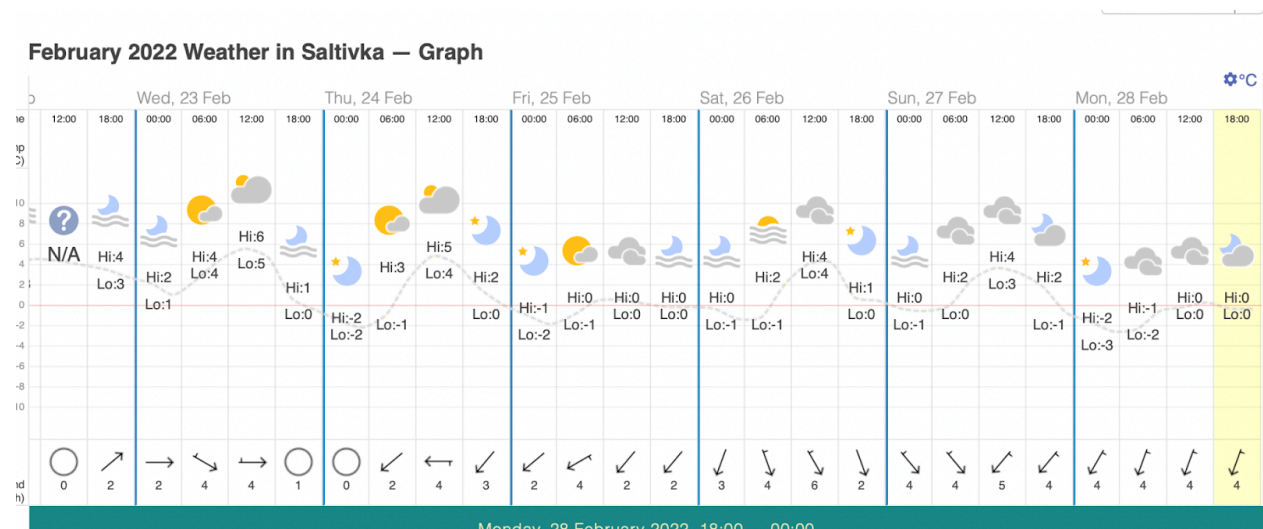 February 2022 Weather in Saltivka — Graph
°C
Wed, 23 Feb Thu, 24 Feb Fri, 25 Feb Sat, 26 Feb Sun, 27 Feb Mon, 28 Feb
12:00 18:00 00:00 06:00 12:00 18:00 00:00 06:00 12:00 18:00 00:00 06:00 12:00 18:00 00:00 06:00 12:00 18:00 00:00 06:00 12:00 18:00 00:00 06:00 12:00 18:00
C)
10
8
6
4
2
0
-2
-4
-6
-8
10
?
N/A
Hi:4
Lo:3
Hi:2
Lo:1
Hi:4
Lo:4
Hi:6
Lo:5
Hi:1
Lo:0
Hi:-2
Lo:-2
Hi:3
Lo:-1
Hi:5
Lo:4
Hi:2
Lo:0
Hi:-1
Lo:-2
Hi:0
Lo:-1
Hi:0
Lo:0
Hi:0
Lo:0
Hi:0
Lo:-1
Hi:2
Lo:-1
Hi:4
Lo:4
Hi:1
Lo:0
Hi:0
Lo:-1
Hi:2
Lo:0
Hi:4
Lo:3
Hi:2
Lo:-1
Hi:-2
Lo:-3
Hi:-1
Lo:-2
Hi:0
Lo:0
Hi:0
Lo:0
0 2 2 4 4 1 0 2 4 3 2 4 2 2 3 4 6 2 4 4 5 4 4 4 4 4
Monday, 28 February 2022, 18:00 — 00:00